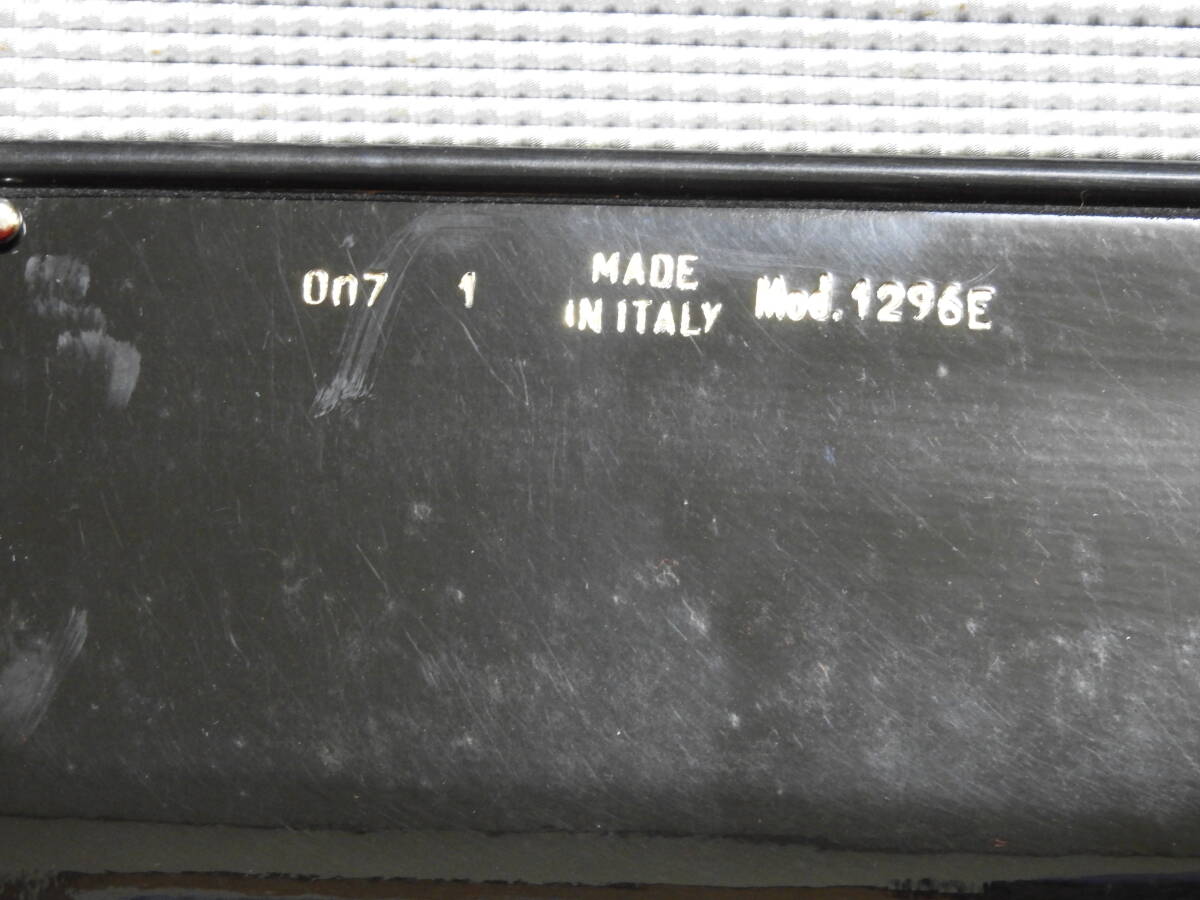 0n7 1 MADE
IN ITALY Mod.1296E